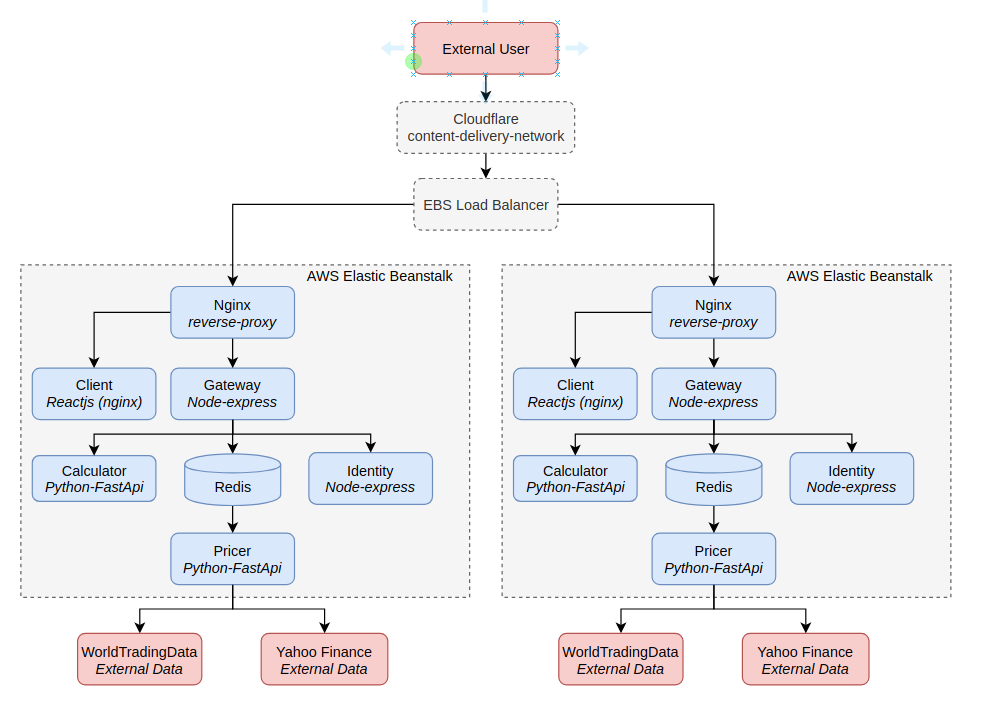 External User
Cloudflare
content-delivery-network
EBS Load Balancer
AWS Elastic Beanstalk
Nginx
reverse-proxy
Client
Reactjs (nginx)
Gateway
Node-express
Calculator
Python-FastApi
Redis
Identity
Node-express
Pricer
Python-FastApi
WorldTradingData
External Data
Yahoo Finance
External Data
AWS Elastic Beanstalk
Nginx
reverse-proxy
Client
Reactjs (nginx)
Gateway
Node-express
Calculator
Python-FastApi
Redis
Identity
Node-express
Pricer
Python-FastApi
WorldTradingData
External Data
Yahoo Finance
External Data